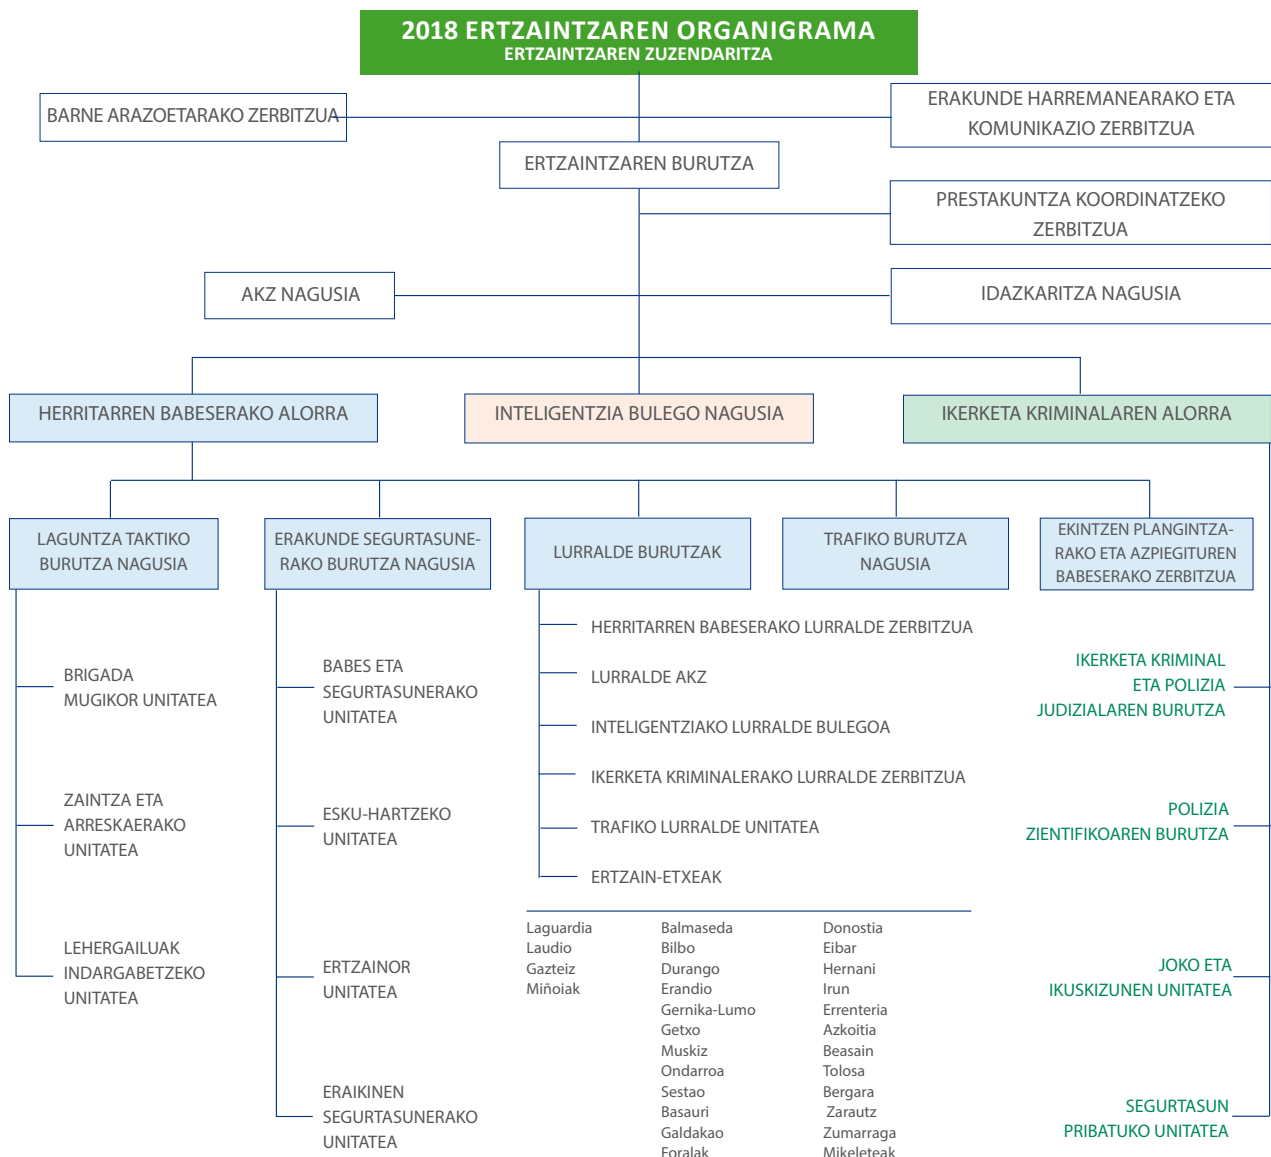 2018 ERTZAINTZAREN ORGANIGRAMA
ERTZAINTZAREN ZUZENDARITZA
BARNE ARAZOETARAKO ZERBITZUA
ERAKUNDE HARREMANEARAKO ETA
KOMUNIKAZIO ZERBITZUA
ERTZAINTZAREN BURUTZA
PRESTAKUNTZA KOORDINATZEKO
ZERBITZUA
AKZ NAGUSIA
IDAZKARITZA NAGUSIA
HERRITARREN BABESERAKO ALORRA
INTELIGENTZIA BULEGO NAGUSIA
IKERKETA KRIMINALAREN ALORRA
LAGUNTZA TAKTIKO
BURUTZA NAGUSIA
ERAKUNDE SEGURTASUNE-
RAKO BURUTZA NAGUSIA
LURRALDE BURUTZAK
TRAFIKO BURUTZA
NAGUSIA
EKINTZEN PLANGINTZA-
RAKO ETA AZPIEGITUREN
BABESERAKO ZERBITZUA
BRIGADA
MUGIKOR UNITATEA
ZAINTZA ETA
ARRESKAERAKO
UNITATEA
LEHERGAILUAK
INDARGABETZEKO
UNITATEA
BABES ETA
SEGURTASUNERAKO
UNITATEA
ESKU-HARTZEKO
UNITATEA
ERTZAINOR
UNITATEA
ERAIKINEN
SEGURTASUNERAKO
UNITATEA
HERRITARREN BABESERAKO LURRALDE ZERBITZUA
LURRALDE AKZ
INTELIGENTZIAKO LURRALDE BULEGOA
IKERKETA KRIMINALERAKO LURRALDE ZERBITZUA
TRAFIKO LURRALDE UNITATEA
ERTZAIN-ETXEAK
Laguardia
Laudio
Gazteiz
Miñoiak
Balmaseda
Bilbo
Durango
Erandio
Gernika-Lumo
Getxo
Muskiz
Ondarroa
Sestao
Basauri
Galdakao
Foralak
Donostia
Eibar
Hernani
Irun
Errenteria
Azkoitia
Beasain
Tolosa
Bergara
Zarautz
Zumarraga
Mikeleteak
IKERKETA KRIMINAL
ETA POLIZIA
JUDIZIALAREN BURUTZA
POLIZIA
ZIENTIFIKOAREN BURUTZA
JOKO ETA
IKUSKIZUNEN UNITATEA
SEGURTASUN
PRIBATUKO UNITATEA